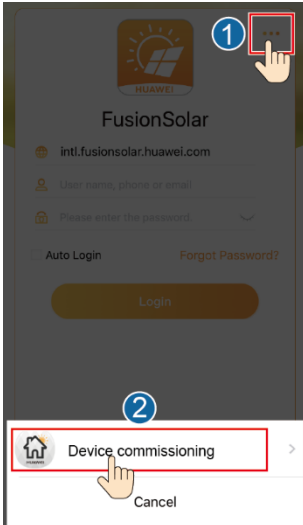 1
HUAWEI
FusionSolar
intl.fusionsolar.huawei.com
User name, phone or email
Please enter the password.
Auto Login Forgot Password?
Login
2
HUAWEI
Device commissioning
Cancel